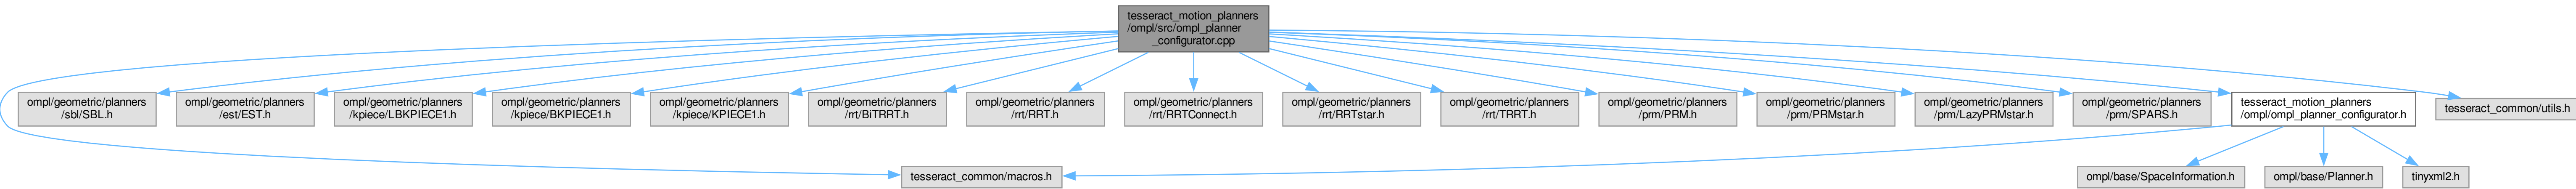 tesseract_motion_planners
/ompl/src/ompl_planner
_configurator.cpp
ompl/geometric/planners
/sbl/SBL.h
ompl/geometric/planners
/est/EST.h
ompl/geometric/planners
/kpiece/LBKPIECE1.h
ompl/geometric/planners
/kpiece/BKPIECE1.h
ompl/geometric/planners
/kpiece/KPIECE1.h
ompl/geometric/planners
/rrt/BiTRRT.h
ompl/geometric/planners
/rrt/RRT.h
ompl/geometric/planners
/rrt/RRTConnect.h
ompl/geometric/planners
/rrt/RRTstar.h
ompl/geometric/planners
/rrt/TRRT.h
ompl/geometric/planners
/prm/PRM.h
ompl/geometric/planners
/prm/PRMstar.h
ompl/geometric/planners
/prm/LazyPRMstar.h
ompl/geometric/planners
/prm/SPARS.h
tesseract_motion_planners
/ompl/ompl_planner_configurator.h
tesseract_common/utils.h
tesseract_common/macros.h
ompl/base/SpaceInformation.h
ompl/base/Planner.h
tinyxml2.h